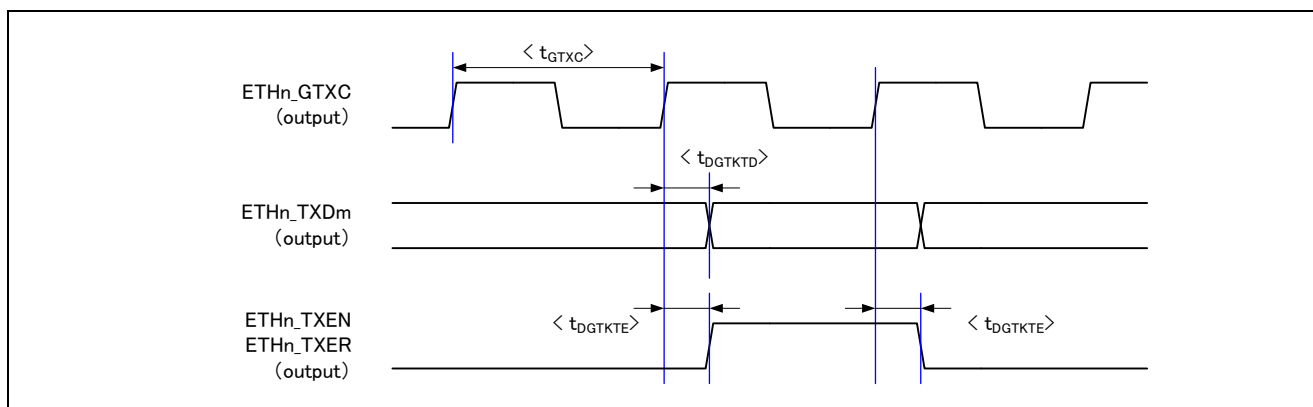 < tGTXC>
ETHn_GTXC
(output)
< tDGTKTD>
ETHn_TXDm
(output)
ETHn_TXEN
ETHn_TXER
(output)
< tDGTKTE>
< tDGTKTE>